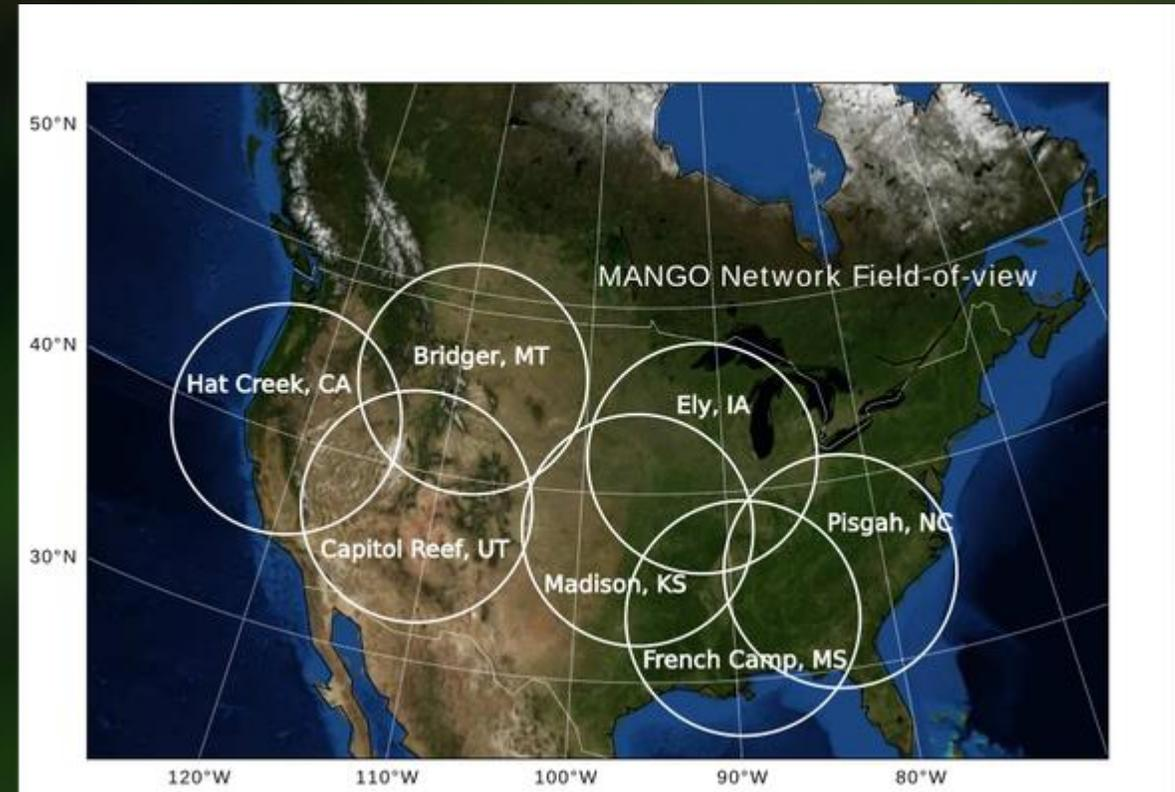 50°N
MANGO Network Field-of-view
40°N
Bridger, MT
Hat Creek, CA
Ely, IA
Pisgah, NC
Capitol Reef, UT
30°N
Madison, KS
French Camp, MS
120°W
110°W
100°W
90°W
80°W